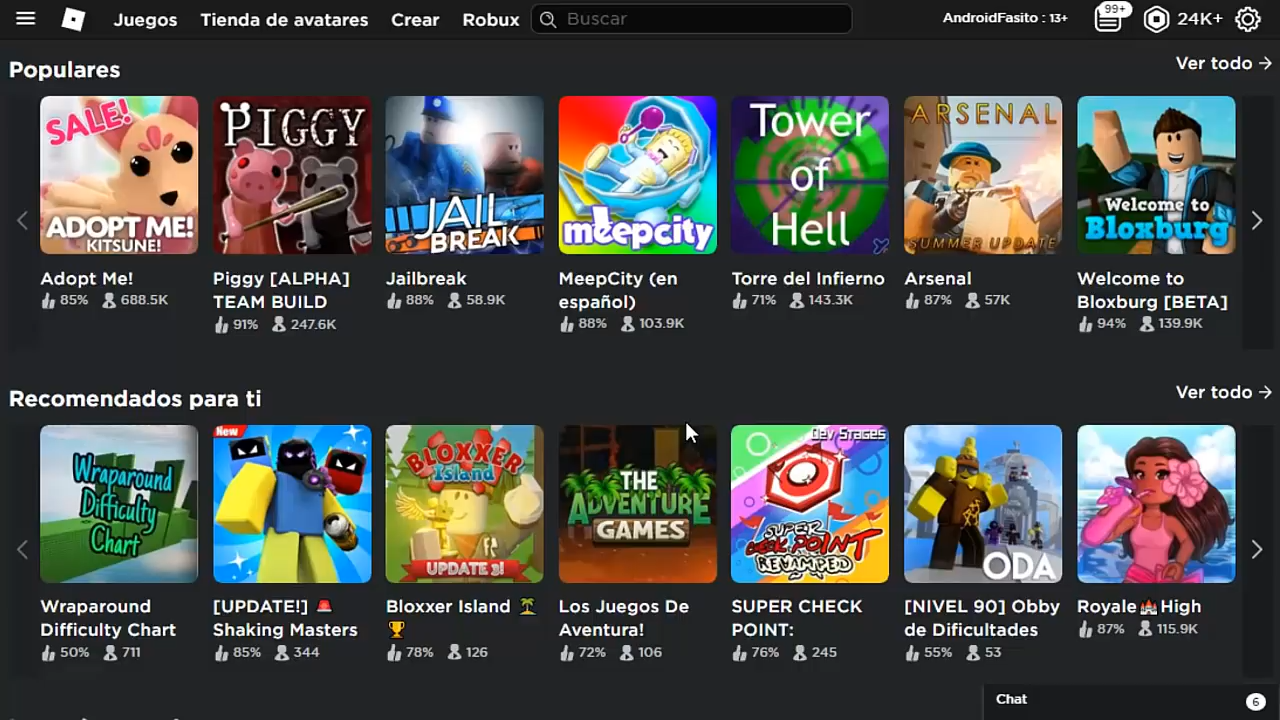 Juegos Tienda de avatares Crear Robux Buscar AndroidFasito : 13+ 99+ 24K+
Populares Ver todo →
SALE!
ADOPT ME!
KITSUNE!
PIGGY
JAIL
BREAK
meepcity
Tower
of
Hell
ARSENAL
SUMMER UPDATE
Welcome to
Bloxburg
Adopt Me!
85% 688.5K
Piggy [ALPHA]
TEAM BUILD
91% 247.6K
Jailbreak
88% 58.9K
MeepCity (en
español)
88% 103.9K
Torre del Infierno
71% 143.3K
Arsenal
87% 57K
Welcome to
Bloxburg [BETA]
94% 139.9K
Recomendados para ti Ver todo →
Wraparound
Difficulty
Chart
New
BLOXXER
Island
UPDATE 3!
THE
ADVENTURE
GAMES
Dev Stages
SUPER
CHECK POINT
REVAMPED
ODA
Wraparound
Difficulty Chart
50% 711
[UPDATE!] 🚨
Shaking Masters
85% 344
Bloxxer Island 🏝️
🏆
78% 126
Los Juegos De
Aventura!
72% 106
SUPER CHECK
POINT:
76% 245
[NIVEL 90] Obby
de Dificultades
55% 53
Royale🏰High
87% 115.9K
Chat 6